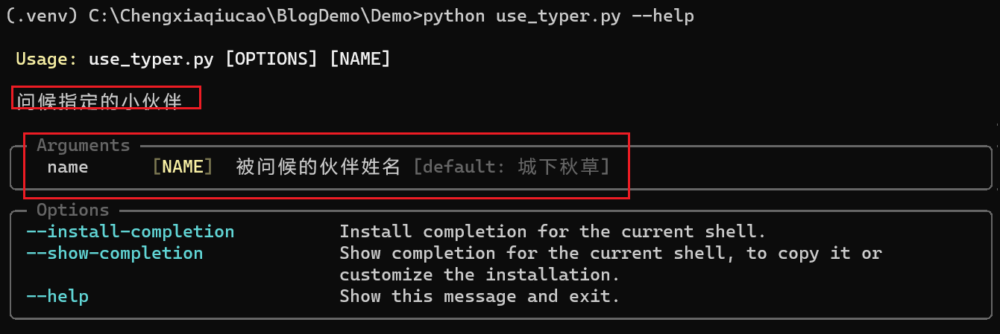 (.venv) C:\Chengxiaqiucao\BlogDemo\Demo>python use_typer.py --help
Usage: use_typer.py [OPTIONS] [NAME]
问候指定的小伙伴
Arguments
name [NAME] 被问候的伙伴姓名 [default: 城下秋草]
Options
--install-completion Install completion for the current shell.
--show-completion Show completion for the current shell, to copy it or
customize the installation.
--help Show this message and exit.